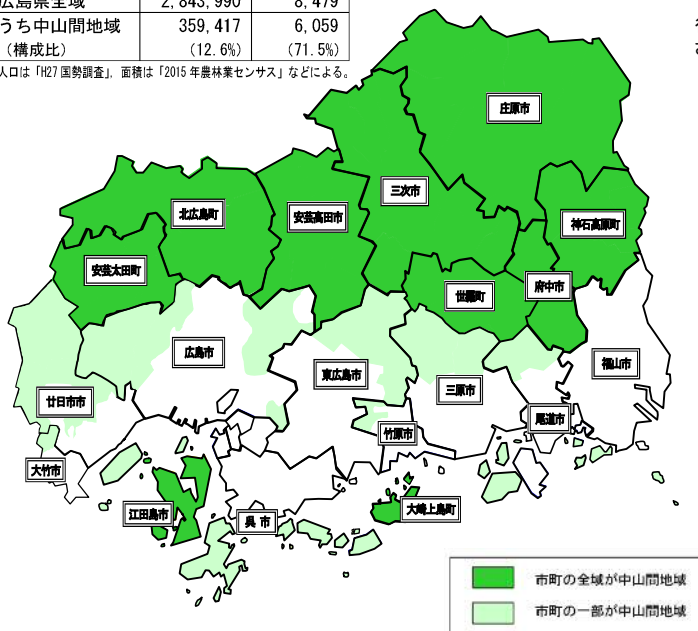 広島県全域 2,843,990 8,479
うち中山間地域 359,417 6,059
(構成比) (12.6%) (71.5%)
人口は「H27国勢調査」, 面積は「2015年農林業センサス」などによる。
庄原市
三次市
北広島町
安芸高田市
神石高原町
安芸太田町
府中市
世羅町
広島市
福山市
東広島市
三原市
廿日市市
尾道市
竹原市
大竹市
江田島市
呉市
大崎上島町
市町の全域が中山間地域
市町の一部が中山間地域